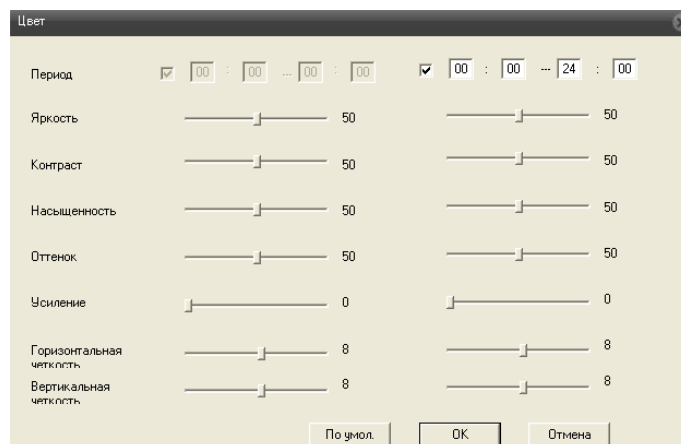 Цвет
Период 00 : 00 ... 00 : 00 00 : 00 --- 24 : 00
Яркость 50 50
Контраст 50 50
Насыщенность 50 50
Оттенок 50 50
Усиление 0 0
Горизонтальная 8 8
четкость
Вертикальная 8 8
четкость
По умол. OK Отмена